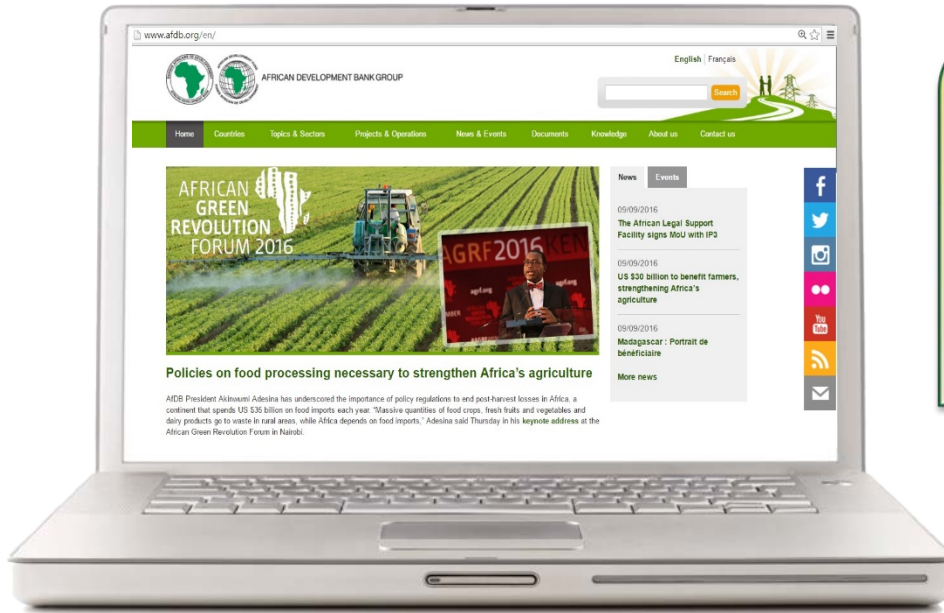 www.afdb.org/en/
AFRICAN DEVELOPMENT BANK GROUP
English | Français
Search
Home Countries Topics & Sectors Projects & Operations News & Events Documents Knowledge About us Contact us
AFRICAN
GREEN
REVOLUTION
FORUM 2016
AGRF2016 KEN
agrf.org
agrf.org
News Events
09/09/2016
The African Legal Support
Facility signs MoU with IP3
09/09/2016
US $30 billion to benefit farmers,
strengthening Africa's
agriculture
09/09/2016
Madagascar : Portrait de
bénéficiaire
More news
You
Tube
Policies on food processing necessary to strengthen Africa's agriculture
AfDB President Akinwumi Adesina has underscored the importance of policy regulations to end post-harvest losses in Africa, a
continent that spends US $35 billion on food imports each year. "Massive quantities of food crops, fresh fruits and vegetables and
dairy products go to waste in rural areas, while Africa depends on food imports," Adesina said Thursday in his keynote address at the
African Green Revolution Forum in Nairobi.